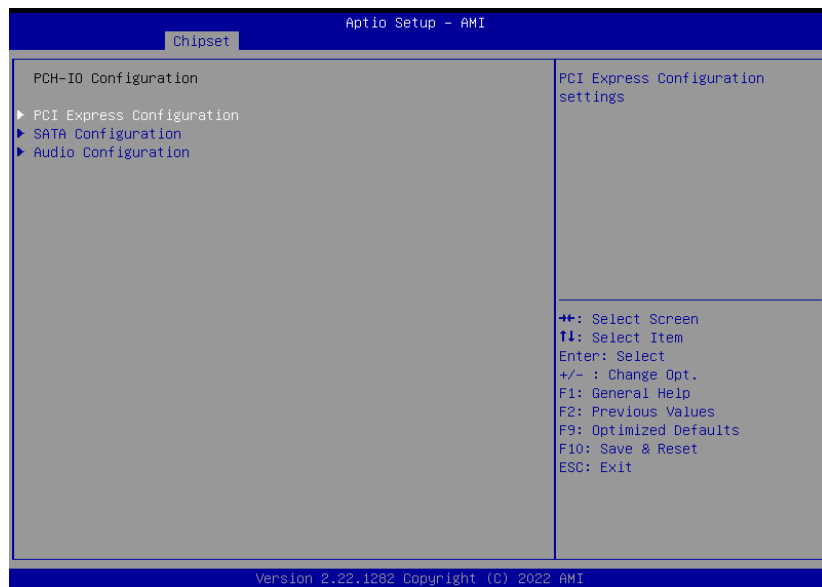 Aptio Setup – AMI
Chipset
PCH-IO Configuration
▶ PCI Express Configuration
▶ SATA Configuration
▶ Audio Configuration
PCI Express Configuration
settings
→←: Select Screen
↑↓: Select Item
Enter: Select
+/- : Change Opt.
F1: General Help
F2: Previous Values
F9: Optimized Defaults
F10: Save & Reset
ESC: Exit
Version 2.22.1282 Copyright (C) 2022 AMI